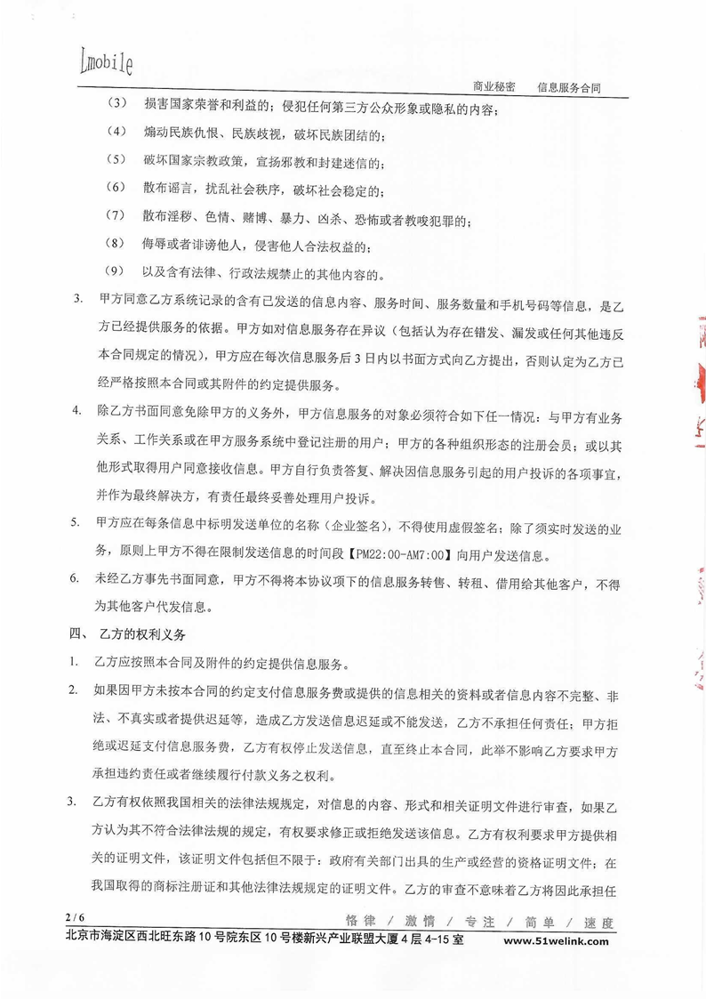 Lmobile
商业秘密 信息服务合同
(3) 损害国家荣誉和利益的；侵犯任何第三方公众形象或隐私的内容；
(4) 煽动民族仇恨、民族歧视，破坏民族团结的；
(5) 破坏国家宗教政策，宣扬邪教和封建迷信的；
(6) 散布谣言，扰乱社会秩序，破坏社会稳定的；
(7) 散布淫秽、色情、赌博、暴力、凶杀、恐怖或者教唆犯罪的；
(8) 侮辱或者诽谤他人，侵害他人合法权益的；
(9) 以及含有法律、行政法规禁止的其他内容的。
3. 甲方同意乙方系统记录的含有已发送的信息内容、服务时间、服务数量和手机号码等信息，是乙
方已经提供服务的依据。甲方如对信息服务存在异议（包括认为存在错发、漏发或任何其他违反
本合同规定的情况），甲方应在每次信息服务后 3 日内以书面方式向乙方提出，否则认定为乙方已
经严格按照本合同或其附件的约定提供服务。
4. 除乙方书面同意免除甲方的义务外，甲方信息服务的对象必须符合如下任一情况：与甲方有业务
关系、工作关系或在甲方服务系统中登记注册的用户；甲方的各种组织形态的注册会员；或以其
他形式取得用户同意接收信息。甲方自行负责答复、解决因信息服务引起的用户投诉的各项事宜，
并作为最终解决方，有责任最终妥善处理用户投诉。
5. 甲方应在每条信息中标明发送单位的名称（企业签名），不得使用虚假签名；除了须实时发送的业
务，原则上甲方不得在限制发送信息的时间段【PM22:00-AM7:00】向用户发送信息。
6. 未经乙方事先书面同意，甲方不得将本协议项下的信息服务转售、转租、借用给其他客户，不得
为其他客户代发信息。
四、 乙方的权利义务
1. 乙方应按照本合同及附件的约定提供信息服务。
2. 如果因甲方未按本合同的约定支付信息服务费或提供的信息相关的资料或者信息内容不完整、非
法、不真实或者提供迟延等，造成乙方发送信息迟延或不能发送，乙方不承担任何责任；甲方拒
绝或迟延支付信息服务费，乙方有权停止发送信息，直至终止本合同，此举不影响乙方要求甲方
承担违约责任或者继续履行付款义务之权利。
3. 乙方有权依照我国相关的法律法规规定，对信息的内容、形式和相关证明文件进行审查，如果乙
方认为其不符合法律法规的规定，有权要求修正或拒绝发送该信息。乙方有权利要求甲方提供相
关的证明文件，该证明文件包括但不限于：政府有关部门出具的生产或经营的资格证明文件；在
我国取得的商标注册证和其他法律法规规定的证明文件。乙方的审查不意味着乙方将因此承担任
2 / 6 恪律 / 激情 / 专注 / 简单 / 速度
北京市海淀区西北旺东路 10 号院东区 10 号楼新兴产业联盟大厦 4 层 4-15 室 www.51welink.com